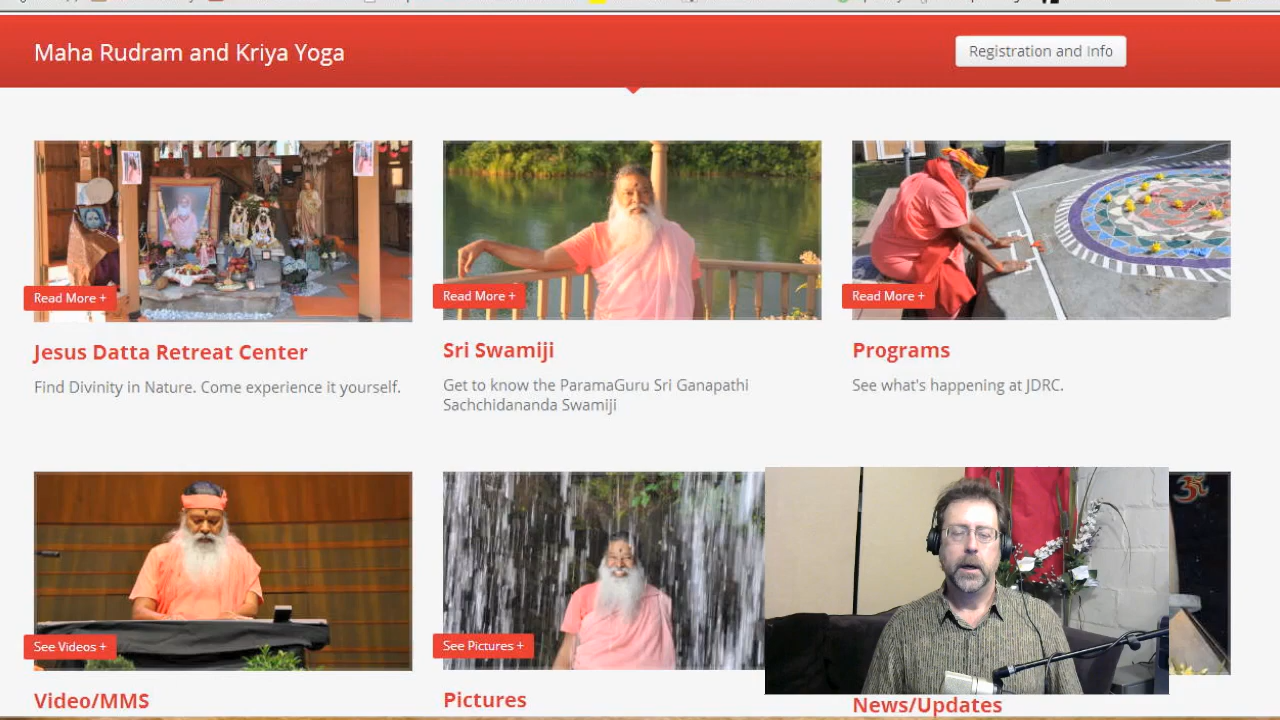 Maha Rudram and Kriya Yoga
Registration and Info
Read More +
Read More +
Read More +
Jesus Datta Retreat Center
Sri Swamiji
Programs
Find Divinity in Nature. Come experience it yourself.
Get to know the ParamaGuru Sri Ganapathi
Sachchidananda Swamiji
See what's happening at JDRC.
ॐ
See Videos +
See Pictures +
Video/MMS
Pictures
News/Updates